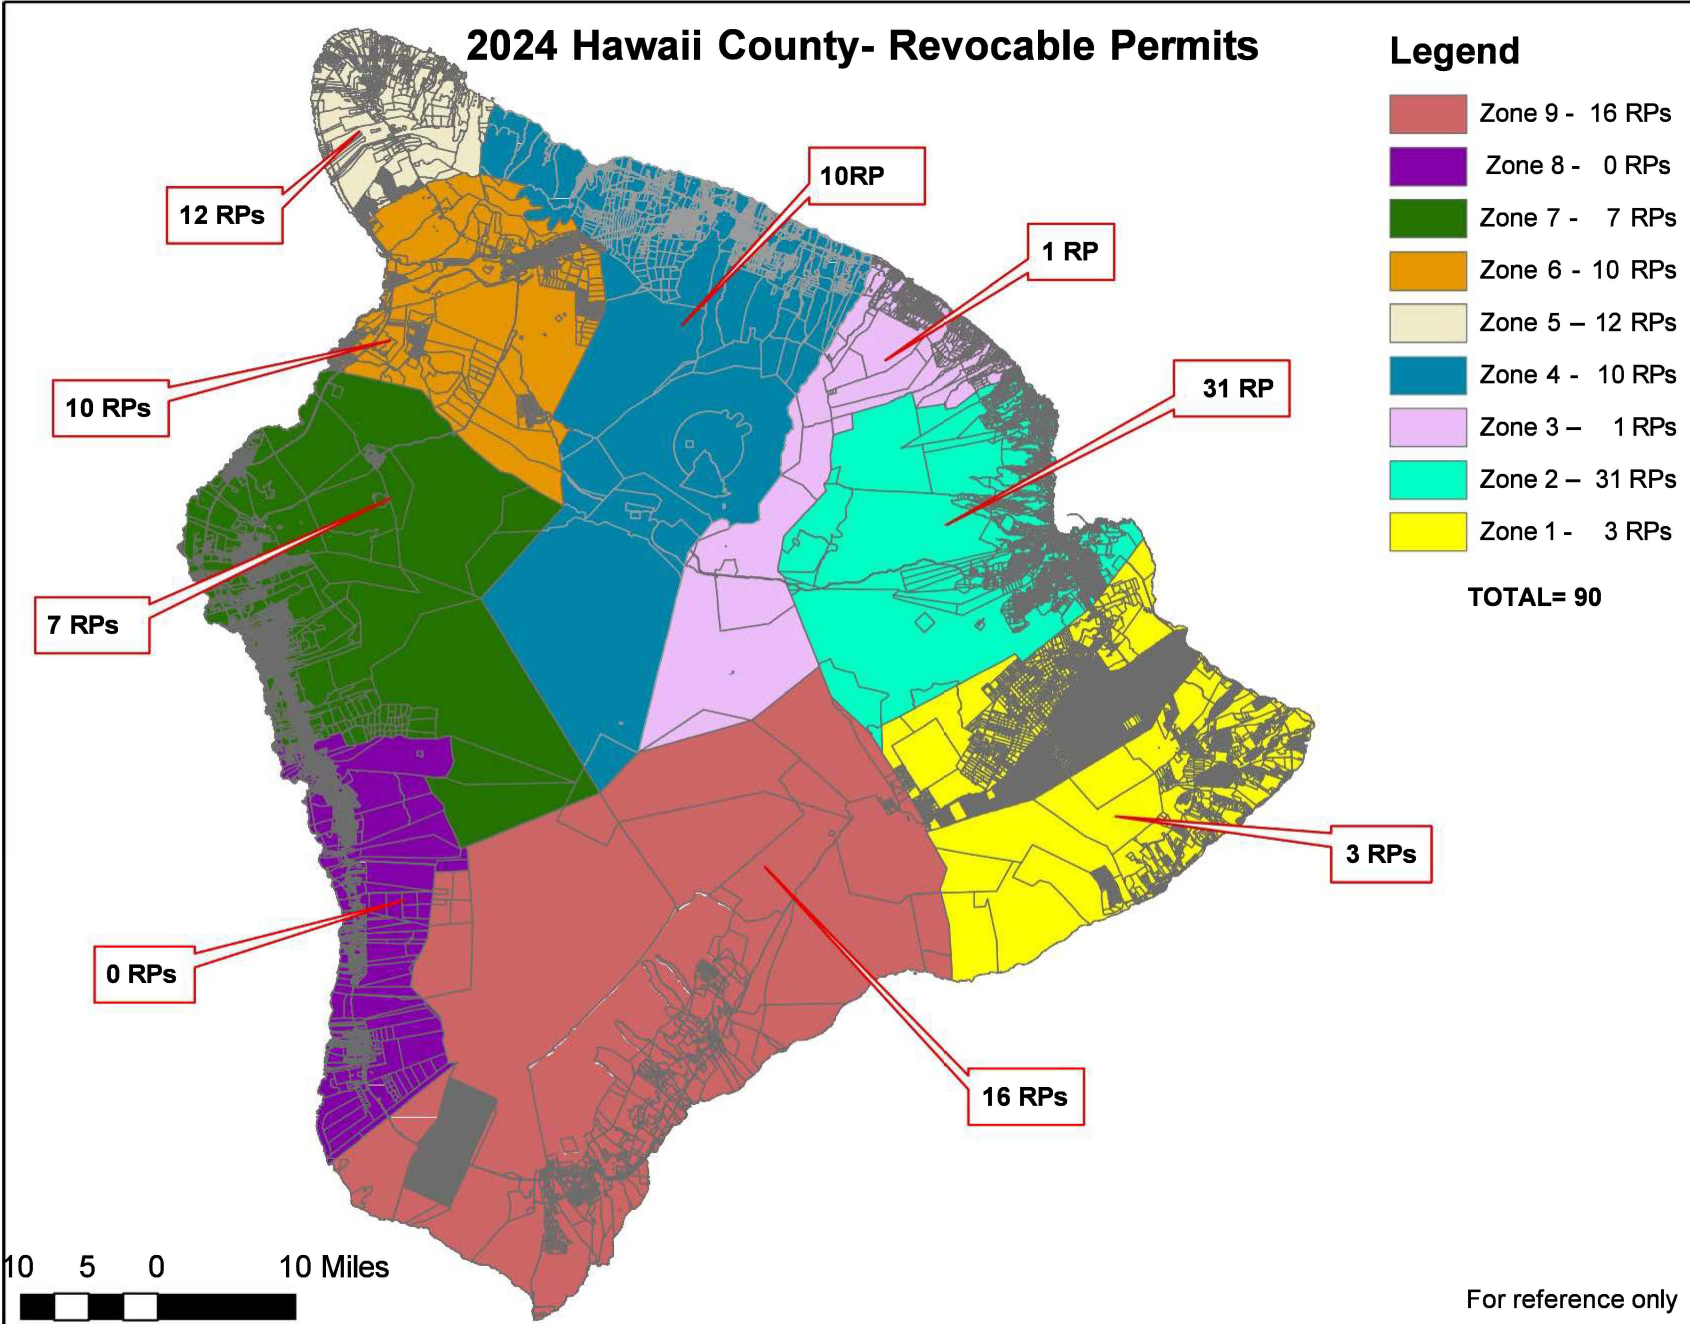 2024 Hawaii County- Revocable Permits
Legend
Zone 9 - 16 RPs
Zone 8 - 0 RPs
Zone 7 - 7 RPs
Zone 6 - 10 RPs
Zone 5 – 12 RPs
Zone 4 - 10 RPs
Zone 3 – 1 RPs
Zone 2 – 31 RPs
Zone 1 - 3 RPs
TOTAL= 90
12 RPs
10RP
1 RP
31 RP
10 RPs
7 RPs
3 RPs
0 RPs
16 RPs
10 5 0 10 Miles
For reference only